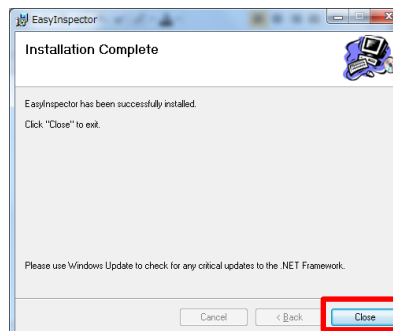 EasyInspector
Installation Complete
EasyInspector has been successfully installed.
Click "Close" to exit.
Please use Windows Update to check for any critical updates to the .NET Framework.
Cancel
< Back
Close